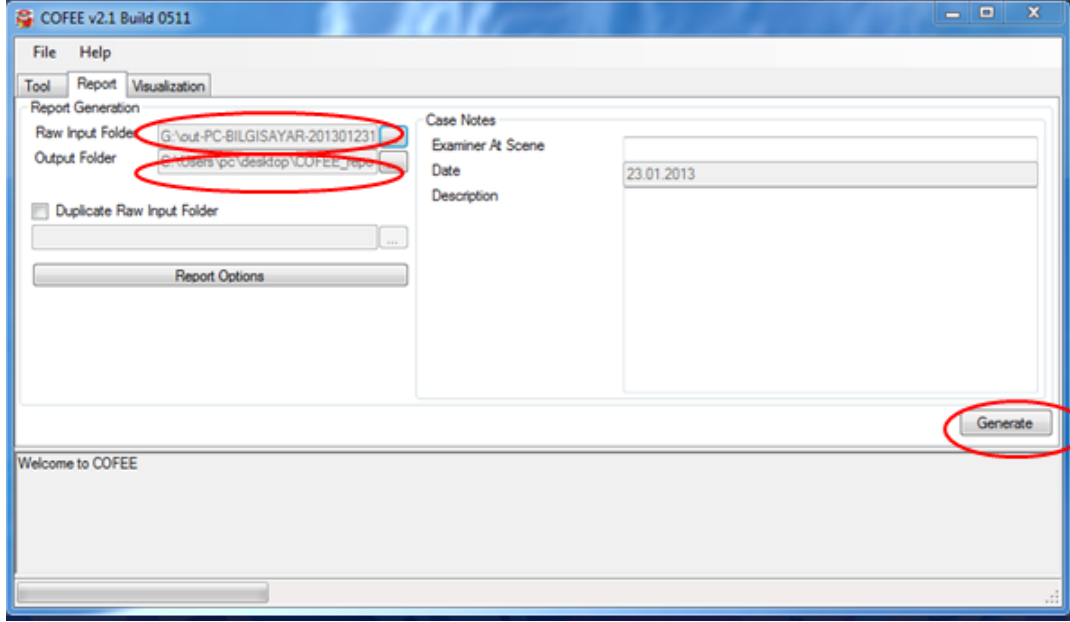 COFEE v2.1 Build 0511
File Help
Tool Report Visualization
Report Generation
Raw Input Folder G:\out-PC-BILGISAYAR-201301231 ...
Output Folder C:\Users\pc\desktop\COFEE_repo ...
Duplicate Raw Input Folder
...
Report Options
Case Notes
Examiner At Scene
Date 23.01.2013
Description
Generate
Welcome to COFEE